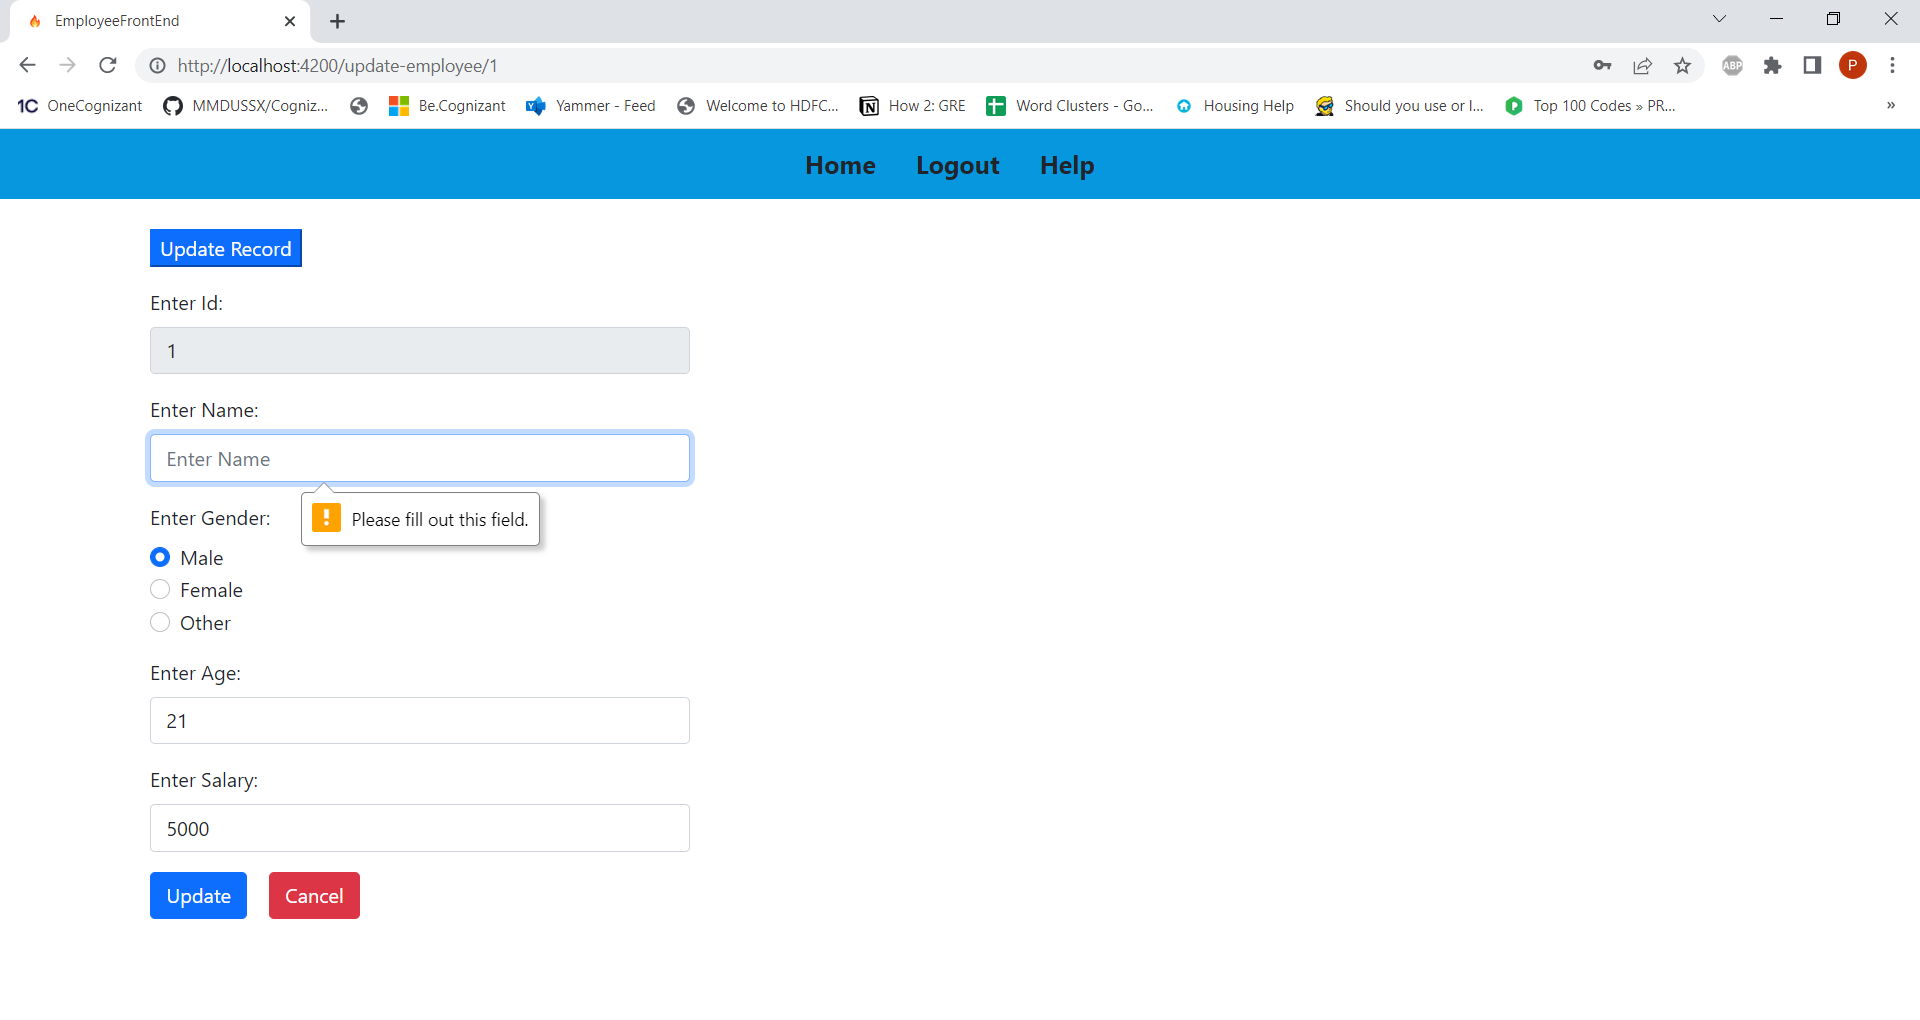 EmployeeFrontEnd
http://localhost:4200/update-employee/1
ABP
P
1C OneCognizant MMDUSSX/Cogniz... Be.Cognizant Yammer - Feed Welcome to HDFC... How 2: GRE Word Clusters - Go... Housing Help Should you use or l... Top 100 Codes » PR... »
Home Logout Help
Update Record
Enter Id:
1
Enter Name:
Enter Name
Please fill out this field.
Enter Gender:
Male
Female
Other
Enter Age:
21
Enter Salary:
5000
Update Cancel